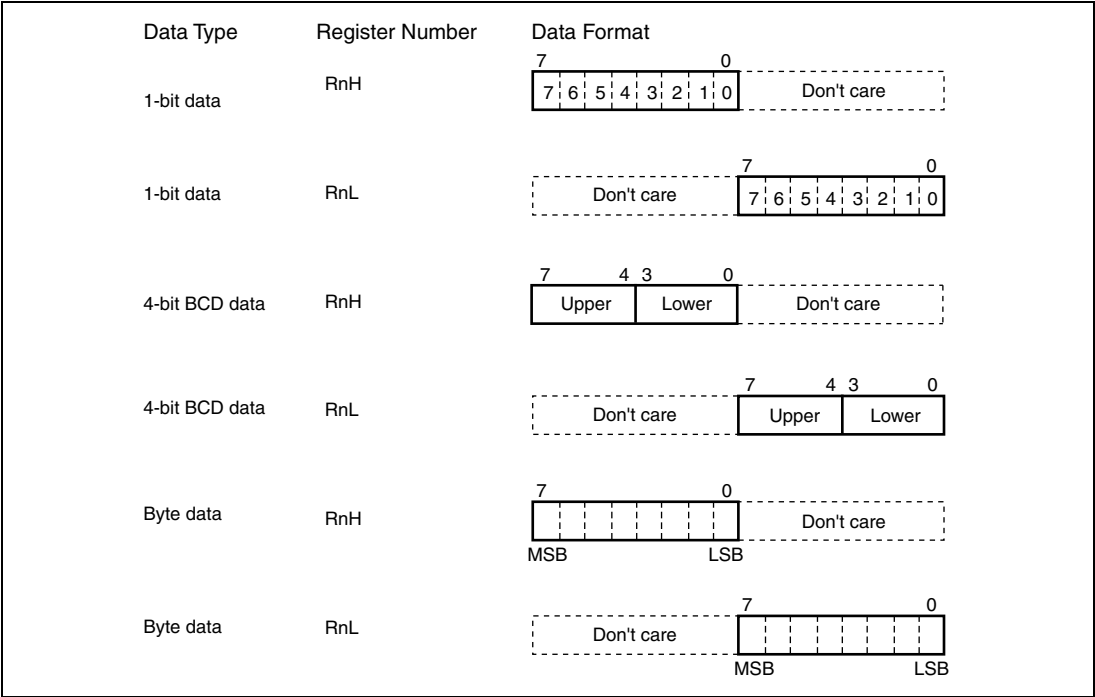 Data Type Register Number Data Format
7 0
1-bit data RnH 7 6 5 4 3 2 1 0 Don't care
7 0
1-bit data RnL Don't care 7 6 5 4 3 2 1 0
7 4 3 0
4-bit BCD data RnH Upper Lower Don't care
7 4 3 0
4-bit BCD data RnL Don't care Upper Lower
7 0
Byte data RnH Don't care
MSB LSB
7 0
Byte data RnL Don't care
MSB LSB